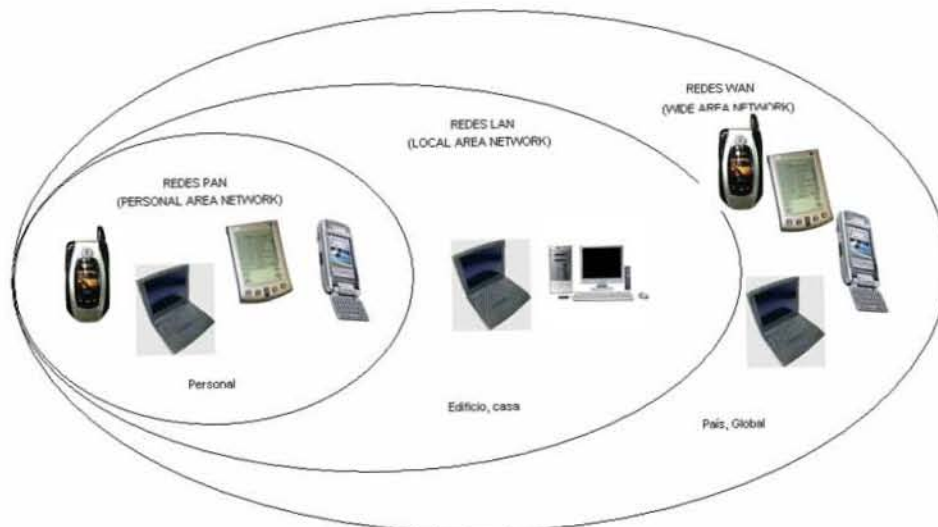 REDES WAN
(WIDE AREA NETWORK)
REDES LAN
(LOCAL AREA NETWORK)
REDES PAN
(PERSONAL AREA NETWORK)
Personal
Edificio, casa
País, Global